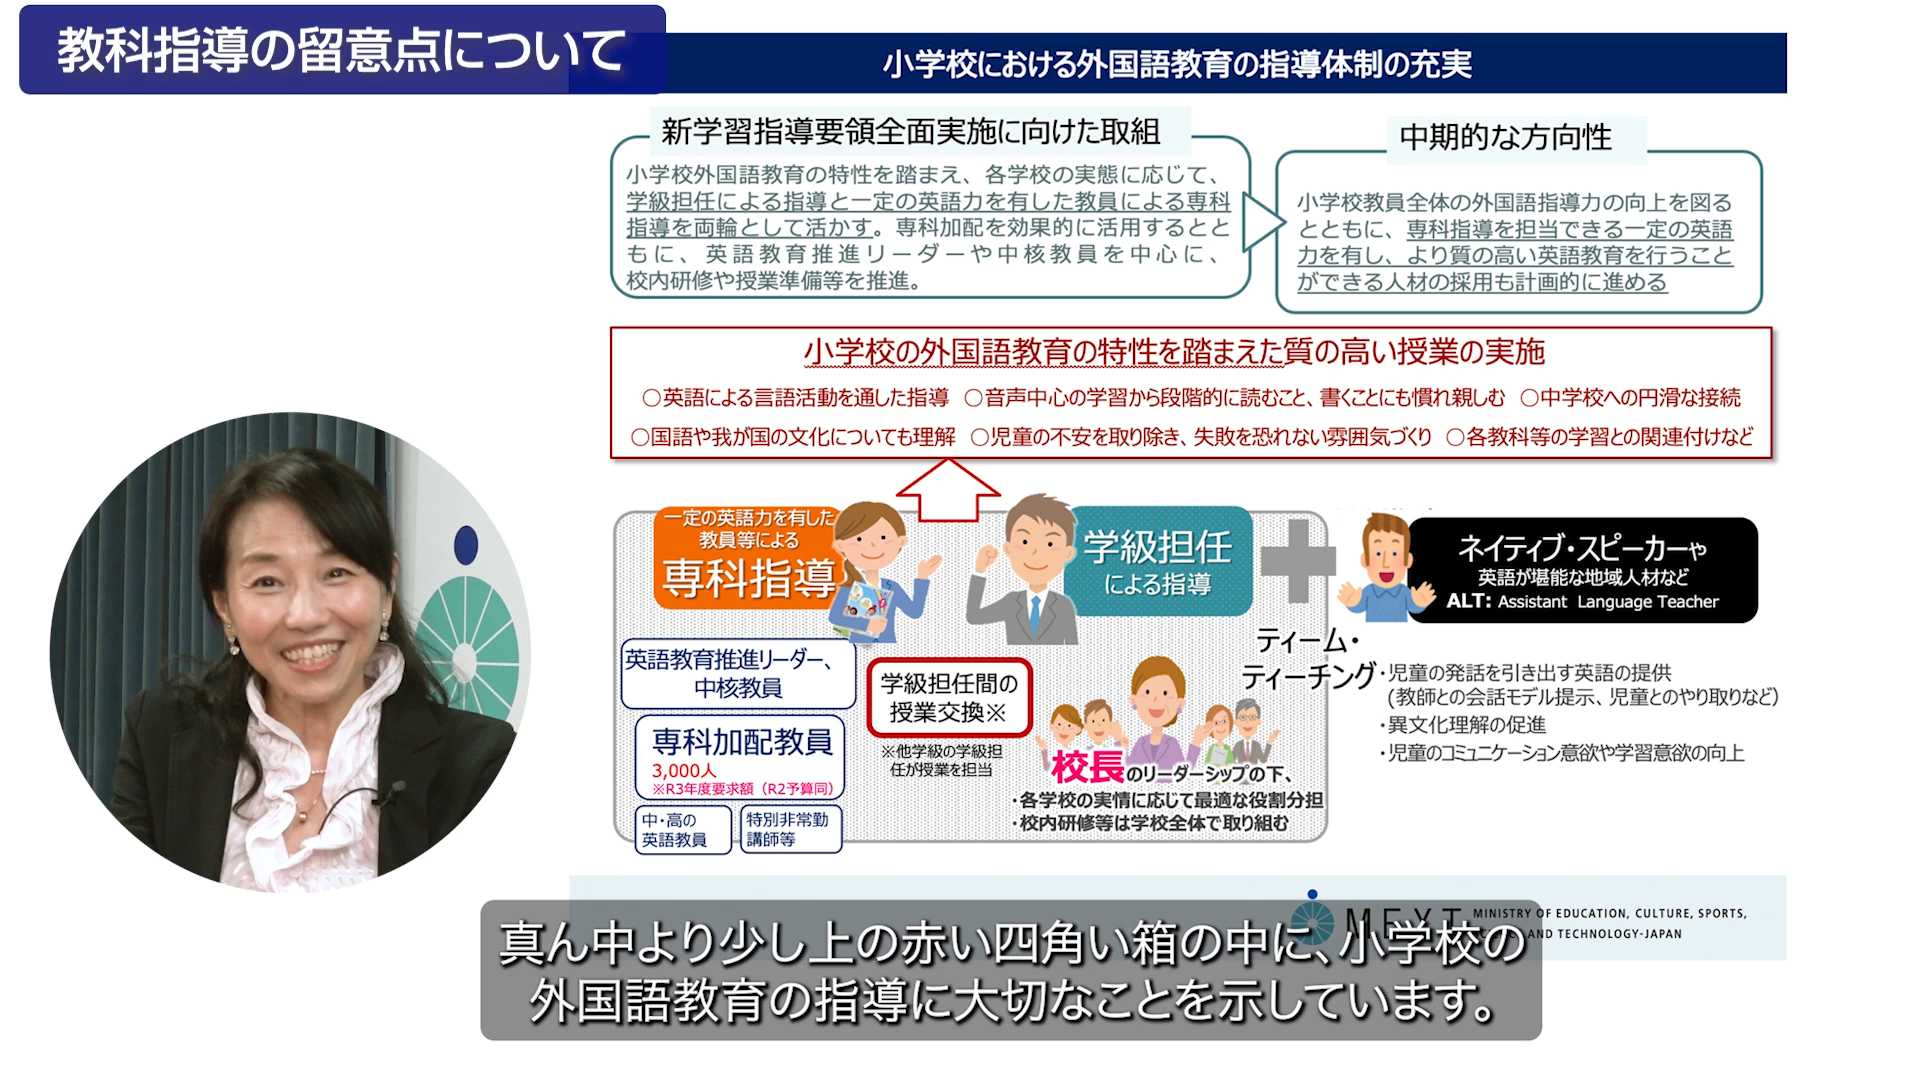 教科指導の留意点について
小学校における外国語教育の指導体制の充実
新学習指導要領全面実施に向けた取組
小学校外国語教育の特性を踏まえ、各学校の実態に応じて、
学級担任による指導と一定の英語力を有した教員による専科
指導を両輪として活かす。専科加配を効果的に活用するとと
もに、英語教育推進リーダーや中核教員を中心に、
校内研修や授業準備等を推進。
中期的な方向性
小学校教員全体の外国語指導力の向上を図る
とともに、専科指導を担当できる一定の英語
力を有し、より質の高い英語教育を行うこと
ができる人材の採用も計画的に進める
小学校の外国語教育の特性を踏まえた質の高い授業の実施
○英語による言語活動を通した指導 ○音声中心の学習から段階的に読むこと、書くことにも慣れ親しむ ○中学校への円滑な接続
○国語や我が国の文化についても理解 ○児童の不安を取り除き、失敗を恐れない雰囲気づくり ○各教科等の学習との関連付けなど
一定の英語力を有した
教員等による
専科指導
学級担任
による指導
ネイティブ・スピーカーや
英語が堪能な地域人材など
ALT: Assistant Language Teacher
ティーム・
ティーチング
英語教育推進リーダー、
中核教員
専科加配教員
3,000人
※R3年度要求額（R2予算同）
中・高の
英語教員
特別非常勤
講師等
学級担任間の
授業交換※
※他学級の学級担
任が授業を担当
校長のリーダーシップの下、
・各学校の実情に応じて最適な役割分担
・校内研修等は学校全体で取り組む
・児童の発話を引き出す英語の提供
(教師との会話モデル提示、児童とのやり取りなど)
・異文化理解の促進
・児童のコミュニケーション意欲や学習意欲の向上
MEXT
MINISTRY OF EDUCATION, CULTURE, SPORTS,
AND TECHNOLOGY-JAPAN
真ん中より少し上の赤い四角い箱の中に、小学校の
外国語教育の指導に大切なことを示しています。